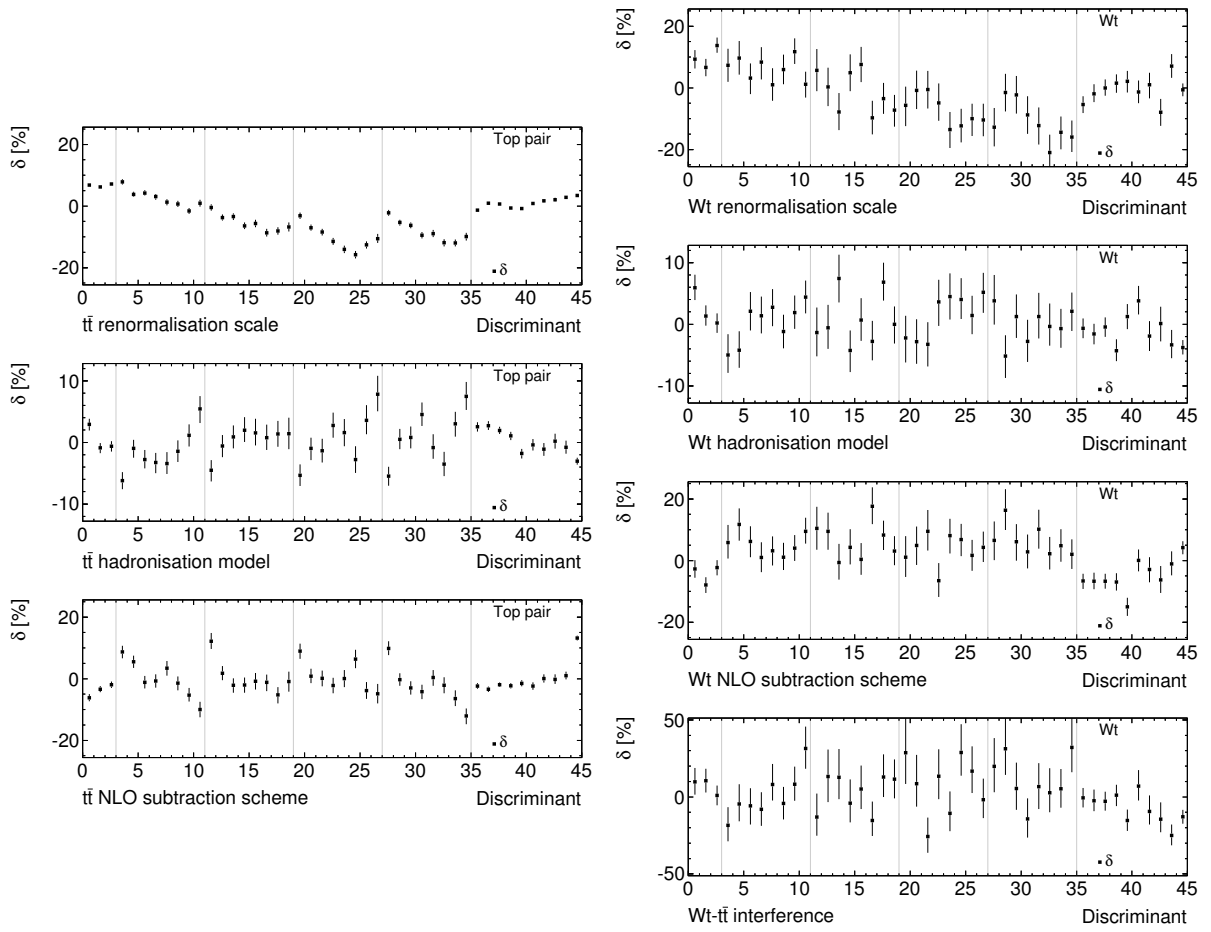 δ [%]
Top pair
20
0
-20
δ
0 5 10 15 20 25 30 35 40 45
tt̄ renormalisation scale Discriminant
δ [%]
Top pair
10
0
-10
δ
0 5 10 15 20 25 30 35 40 45
tt̄ hadronisation model Discriminant
δ [%]
Top pair
20
0
-20
δ
0 5 10 15 20 25 30 35 40 45
tt̄ NLO subtraction scheme Discriminant
δ [%]
Wt
20
0
-20
δ
0 5 10 15 20 25 30 35 40 45
Wt renormalisation scale Discriminant
δ [%]
Wt
10
0
-10
δ
0 5 10 15 20 25 30 35 40 45
Wt hadronisation model Discriminant
δ [%]
Wt
20
0
-20
δ
0 5 10 15 20 25 30 35 40 45
Wt NLO subtraction scheme Discriminant
δ [%]
Wt
50
0
-50
δ
0 5 10 15 20 25 30 35 40 45
Wt-tt̄ interference Discriminant